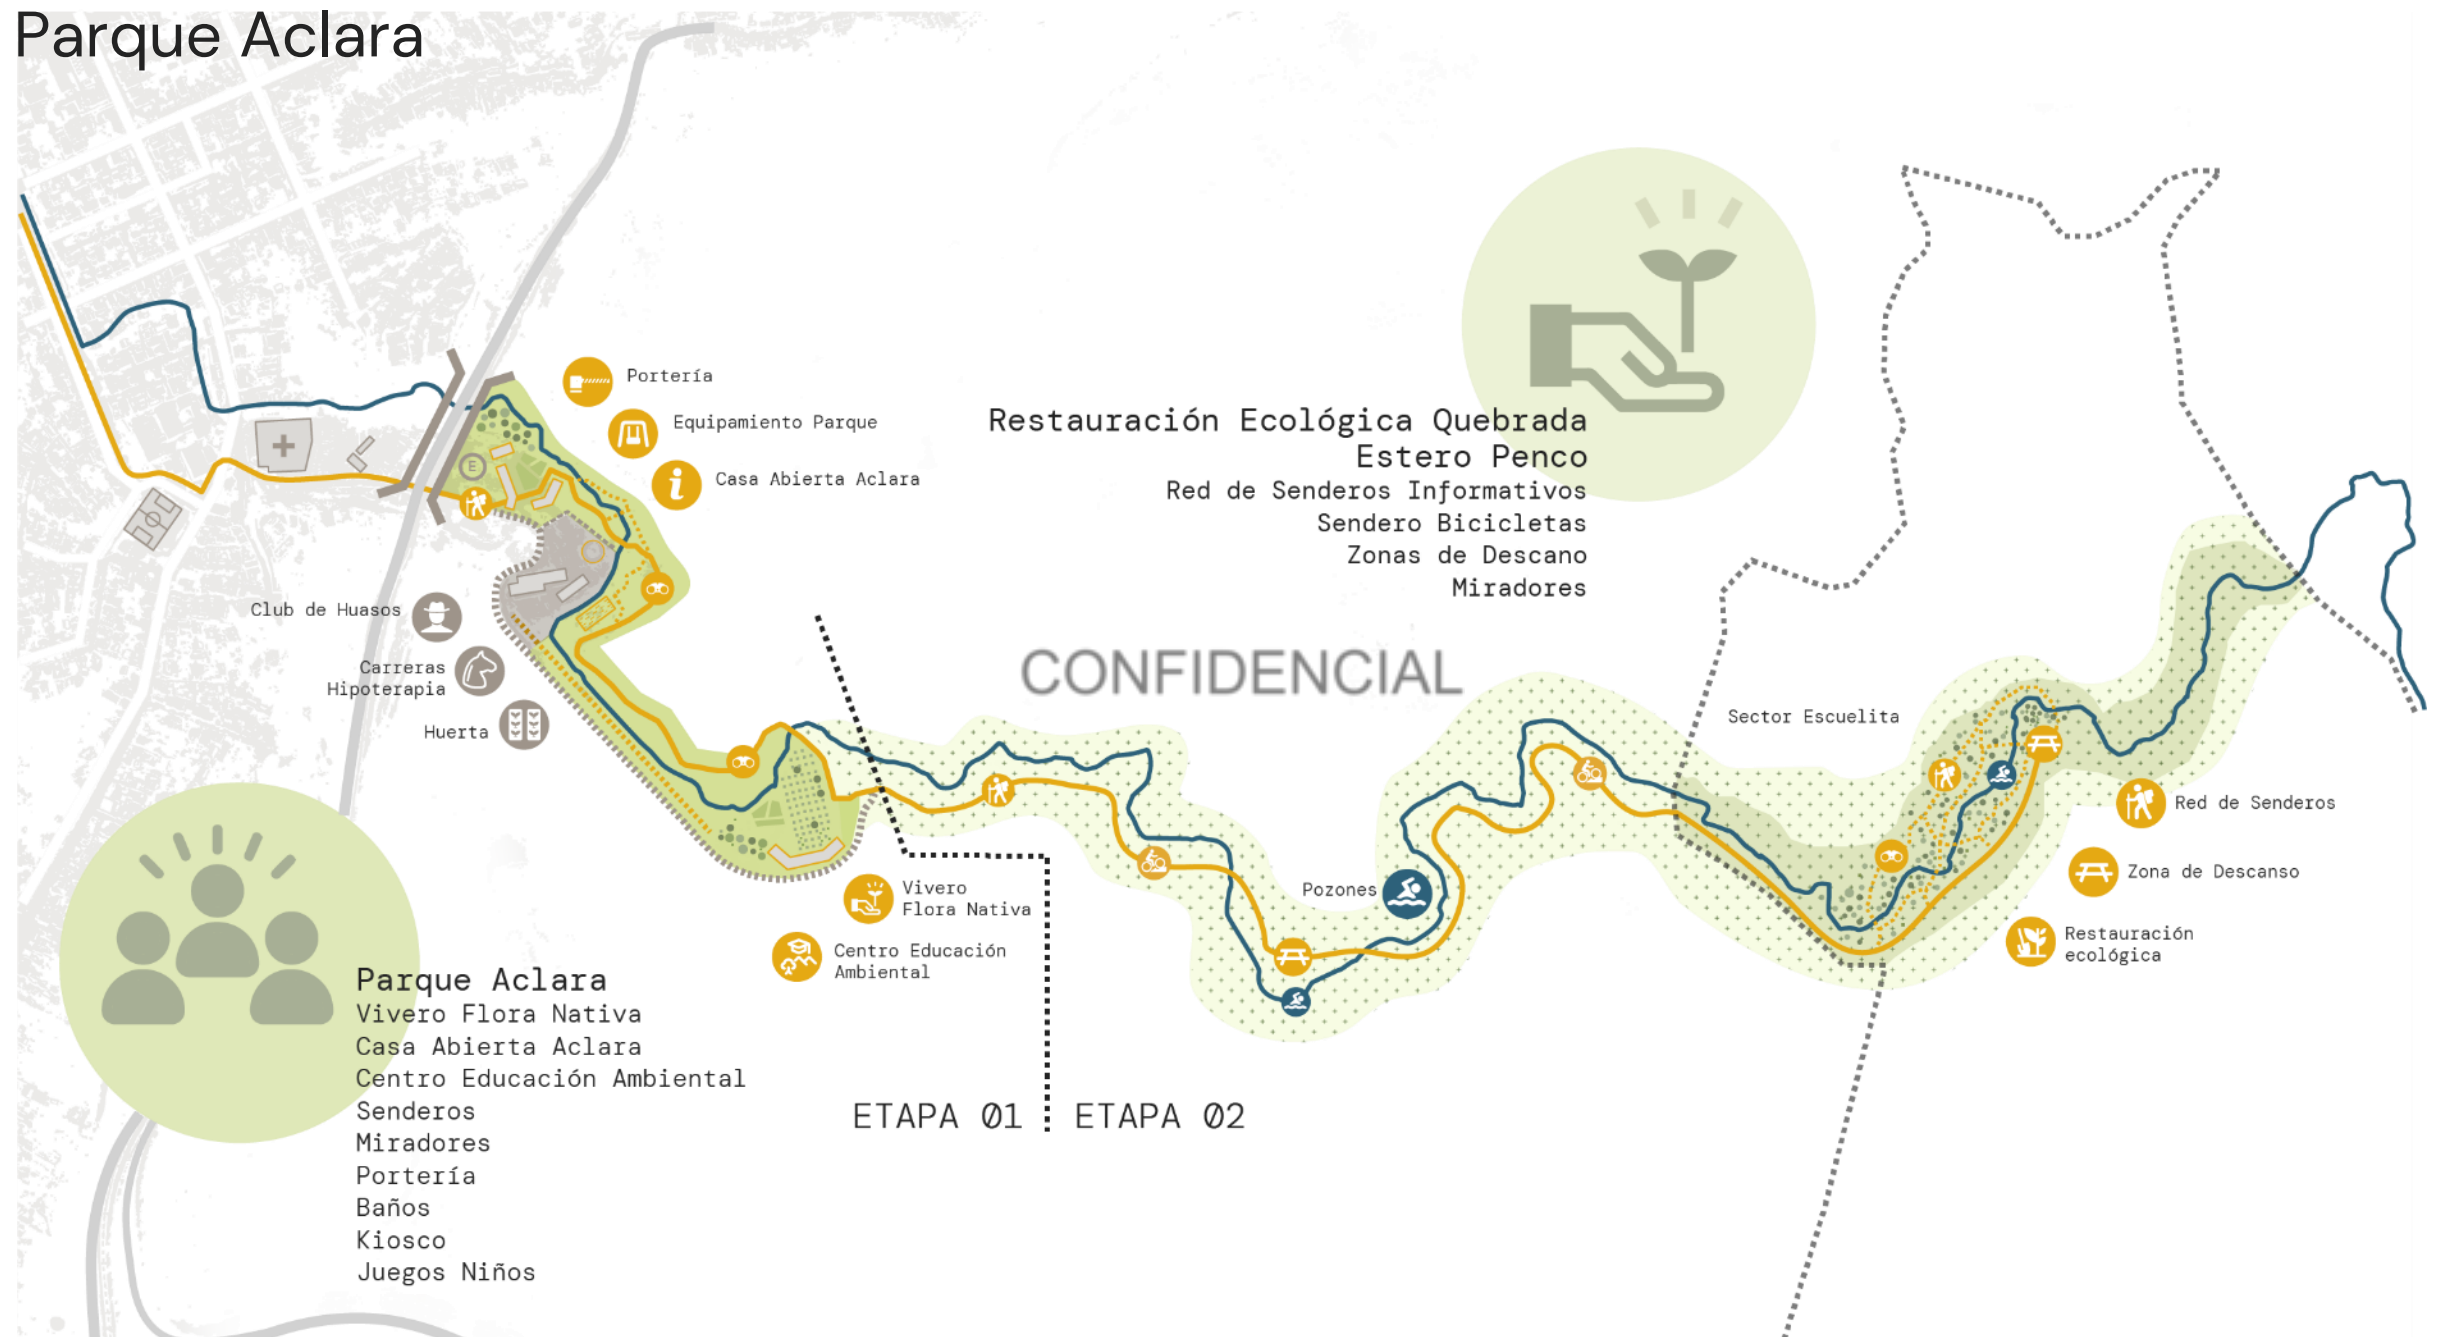 Parque Aclara
Portería
Equipamiento Parque
Casa Abierta Aclara
E
Restauración Ecológica Quebrada
Estero Penco
Red de Senderos Informativos
Sendero Bicicletas
Zonas de Descano
Miradores
Club de Huasos
Carreras
Hipoterapia
Huerta
CONFIDENCIAL
Sector Escuelita
Pozones
Red de Senderos
Zona de Descanso
Restauración
ecológica
Vivero
Flora Nativa
Centro Educación
Ambiental
Parque Aclara
Vivero Flora Nativa
Casa Abierta Aclara
Centro Educación Ambiental
Senderos
Miradores
Portería
Baños
Kiosco
Juegos Niños
ETAPA 01
ETAPA 02